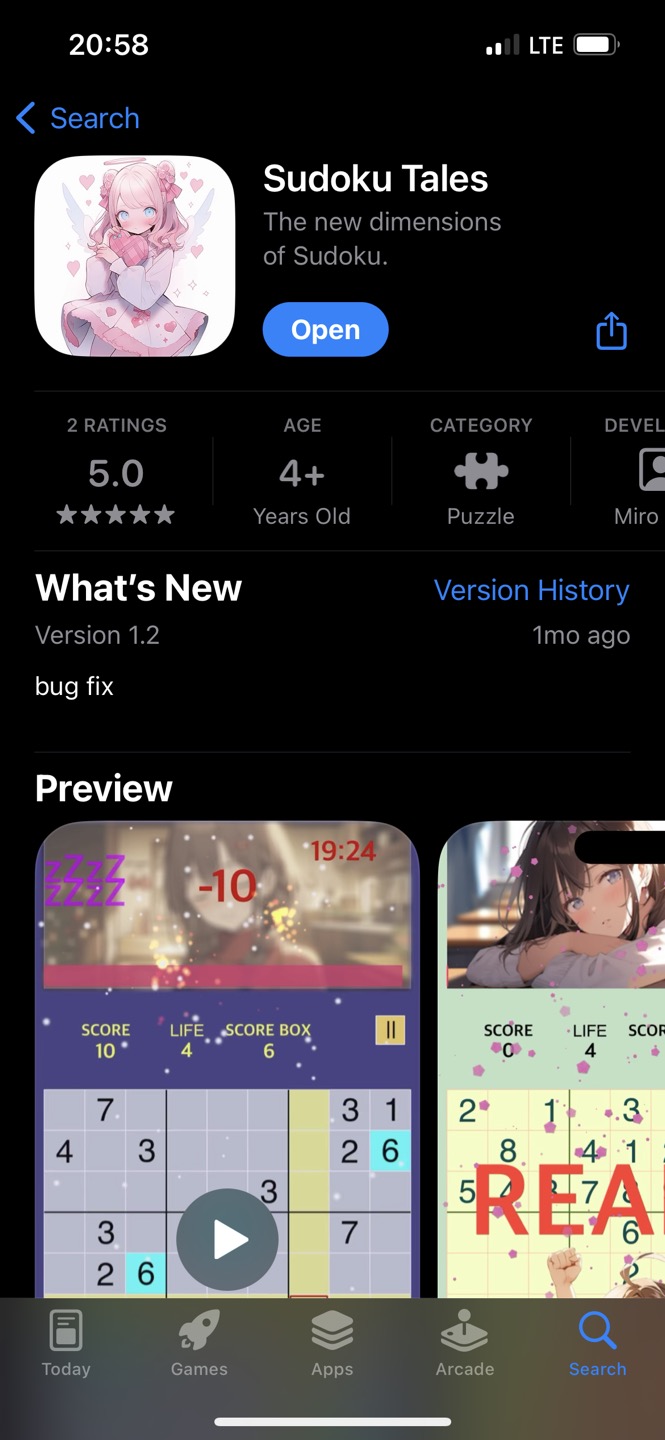 20:58
LTE
Search
Sudoku Tales
The new dimensions
of Sudoku.
Open
2 RATINGS
5.0
★★★★★
AGE
4+
Years Old
CATEGORY
Puzzle
DEVEL
Miro
What's New
Version History
Version 1.2
1mo ago
bug fix
Preview
zZzZ
zZZZ
-10
19:24
SCORE
10
LIFE
4
SCORE BOX
6
7 3 1
4 3 2 6
3
3 7
2 6
SCORE
0
LIFE
4
SCOR
2 1 3
8 4 1
5 7
REA
6
Today
Games
Apps
Arcade
Search